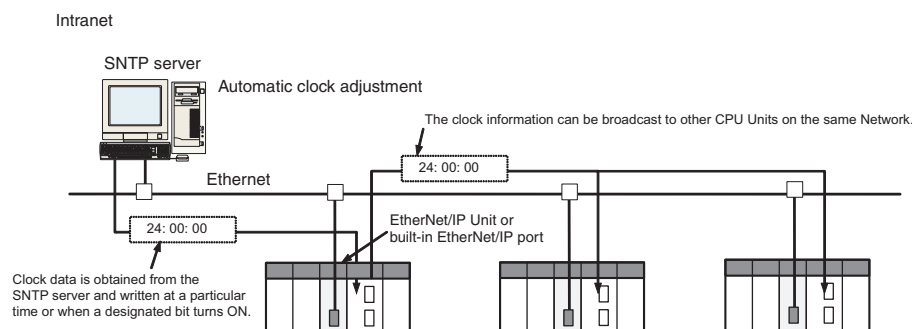 Intranet
SNTP server
Automatic clock adjustment
The clock information can be broadcast to other CPU Units on the same Network.
24: 00: 00
Ethernet
24: 00: 00
EtherNet/IP Unit or
built-in EtherNet/IP port
Clock data is obtained from the
SNTP server and written at a particular
time or when a designated bit turns ON.